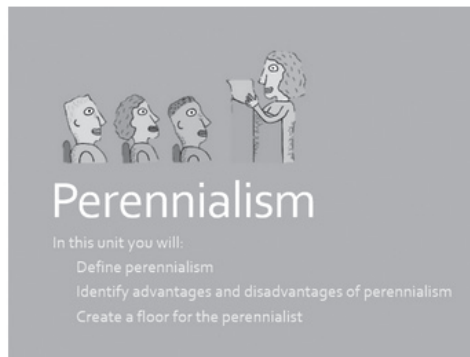 Perennialism
In this unit you will:
Define perennialism
Identify advantages and disadvantages of perennialism
Create a floor for the perennialist